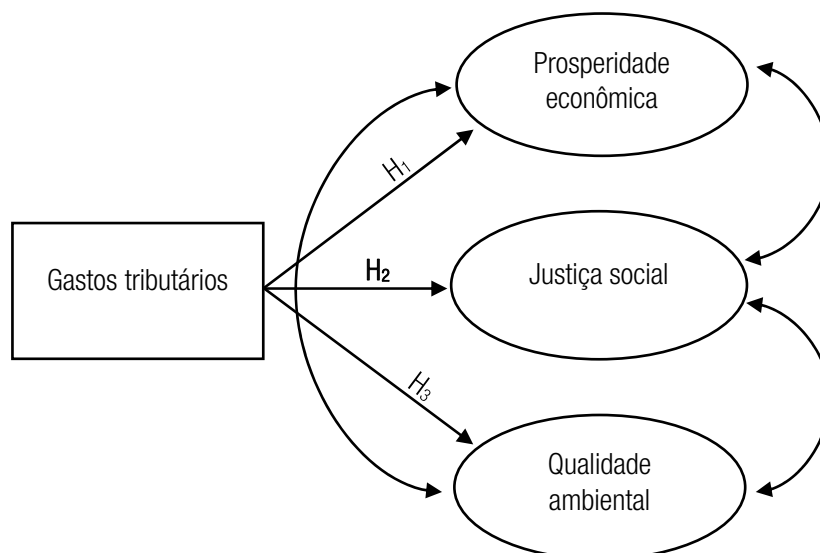 Prosperidade
econômica
H₁
Gastos tributários
H₂
Justiça social
H₃
Qualidade
ambiental